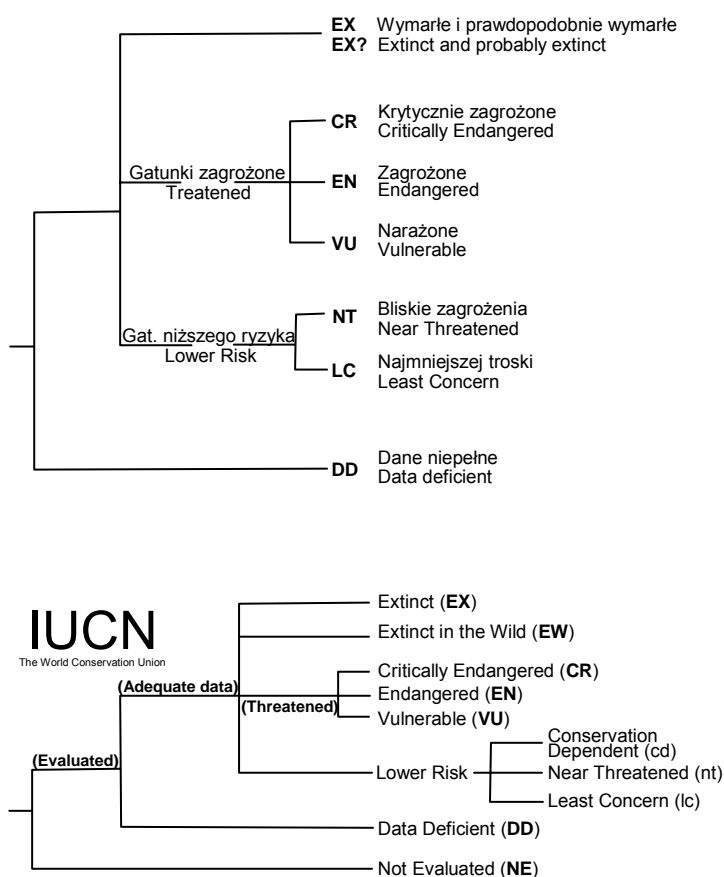 EX Wymarłe i prawdopodobnie wymarłe
EX? Extinct and probably extinct
CR Krytycznie zagrożone
Critically Endangered
Gatunki zagrożone
Treatened
EN Zagrożone
Endangered
VU Narażone
Vulnerable
NT Bliskie zagrożenia
Near Threatened
Gat. niższego ryzyka
Lower Risk
LC Najmniejszej troski
Least Concern
DD Dane niepełne
Data deficient
IUCN
The World Conservation Union
Extinct (EX)
Extinct in the Wild (EW)
Critically Endangered (CR)
(Adequate data)
Endangered (EN)
(Threatened)
Vulnerable (VU)
Conservation
Dependent (cd)
(Evaluated)
Lower Risk
Near Threatened (nt)
Least Concern (lc)
Data Deficient (DD)
Not Evaluated (NE)